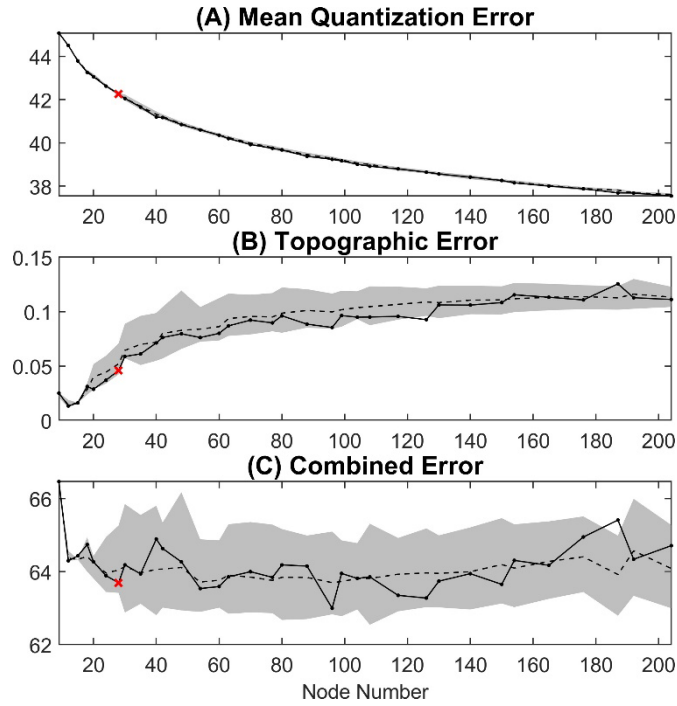 (A) Mean Quantization Error
44
42
40
38
20 40 60 80 100 120 140 160 180 200
(B) Topographic Error
0.15
0.1
0.05
0
20 40 60 80 100 120 140 160 180 200
(C) Combined Error
66
64
62
20 40 60 80 100 120 140 160 180 200
Node Number